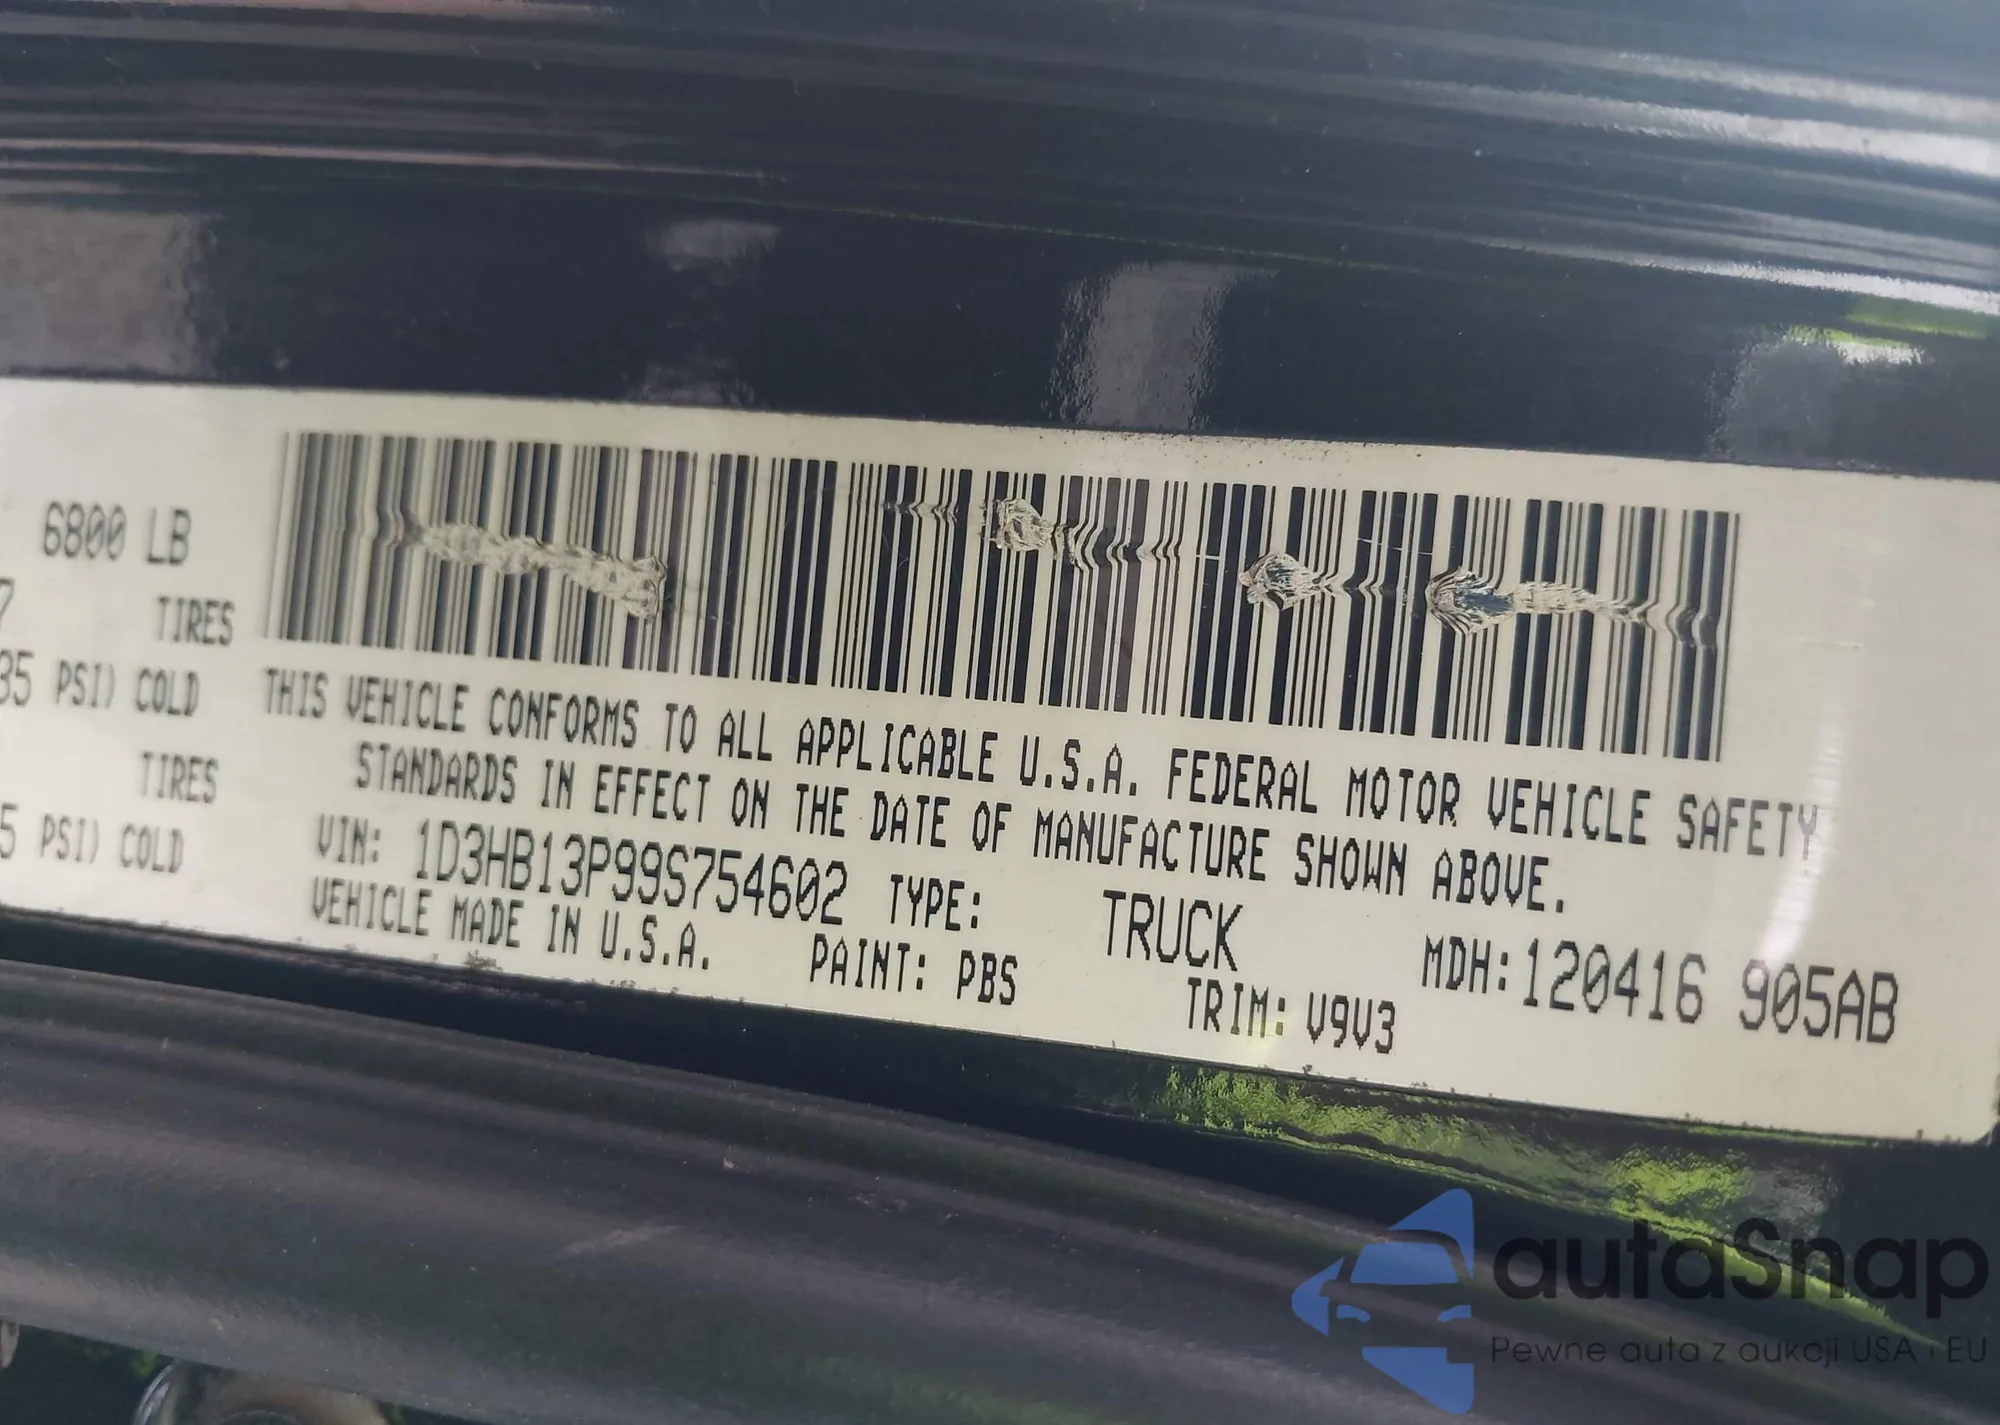 6800 LB
7 TIRES
35 PSI) COLD
TIRES
5 PSI) COLD
THIS VEHICLE CONFORMS TO ALL APPLICABLE U.S.A. FEDERAL MOTOR VEHICLE SAFETY
STANDARDS IN EFFECT ON THE DATE OF MANUFACTURE SHOWN ABOVE.
VIN: 1D3HB13P99S754602 TYPE: TRUCK MDH:120416 905AB
VEHICLE MADE IN U.S.A. PAINT: PBS TRIM: V9V3
autaSnap
Pewne auta z aukcji USA i EU